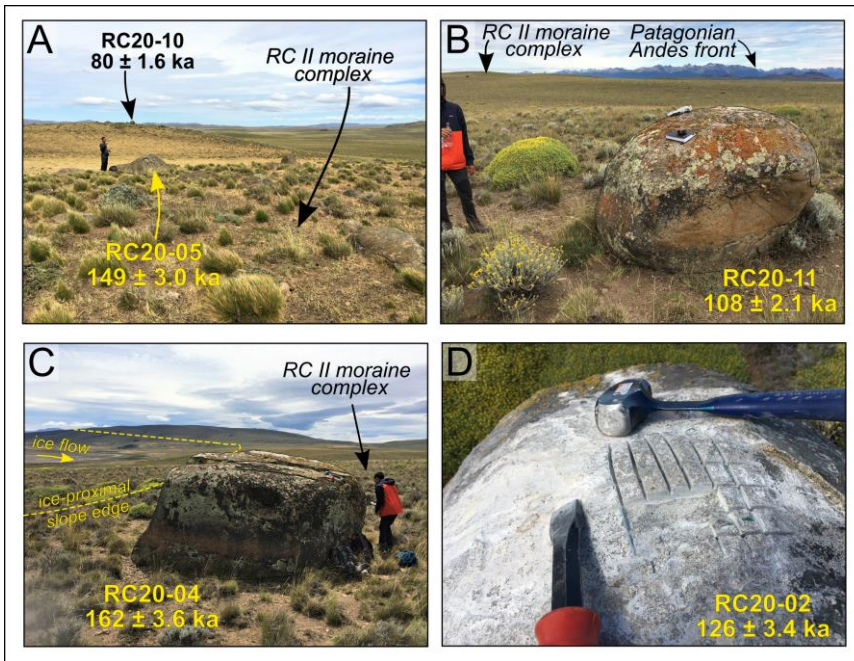 A
RC20-10
80 ± 1.6 ka
RC II moraine
complex
RC20-05
149 ± 3.0 ka
B
RC II moraine
complex
Patagonian
Andes front
RC20-11
108 ± 2.1 ka
C
RC II moraine
complex
ice flow
ice-proximal
slope edge
RC20-04
162 ± 3.6 ka
D
RC20-02
126 ± 3.4 ka